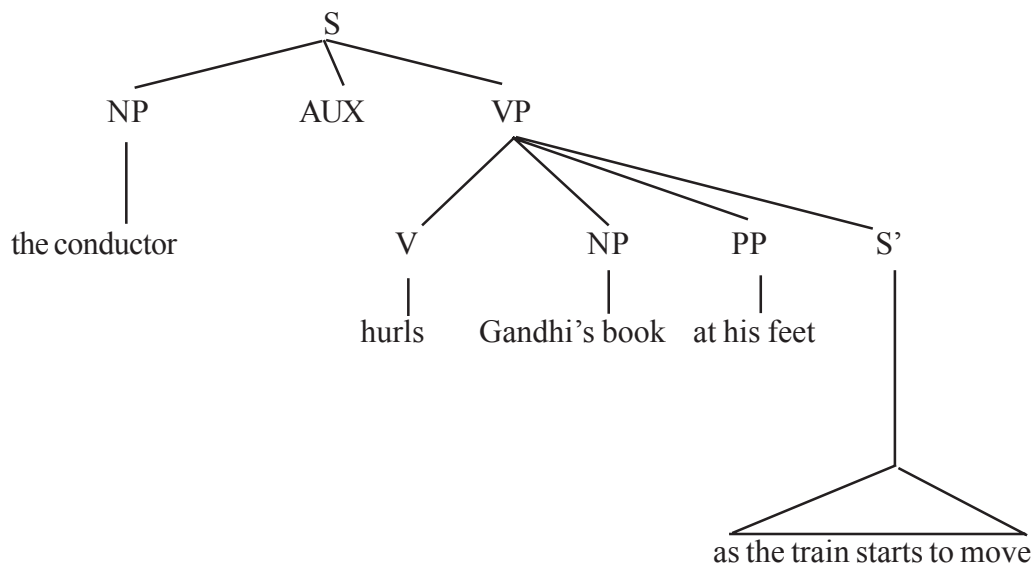 S
NP AUX VP
the conductor V NP PP S’
hurls Gandhi’s book at his feet
as the train starts to move